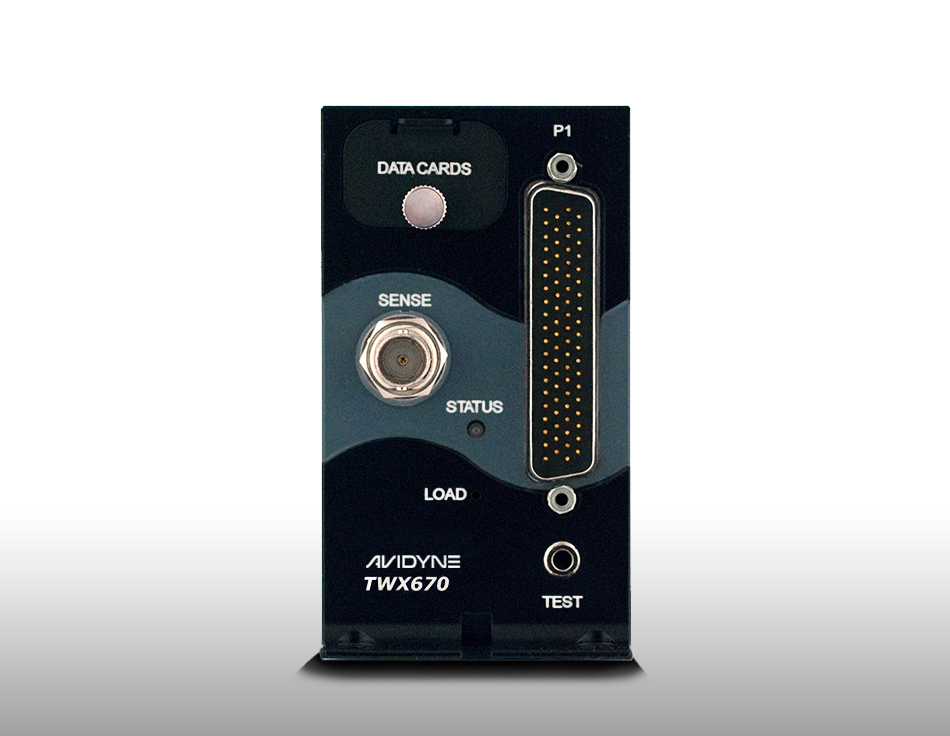 P1
DATA CARDS
SENSE
STATUS
LOAD
AVIDYNE
TWX670
TEST